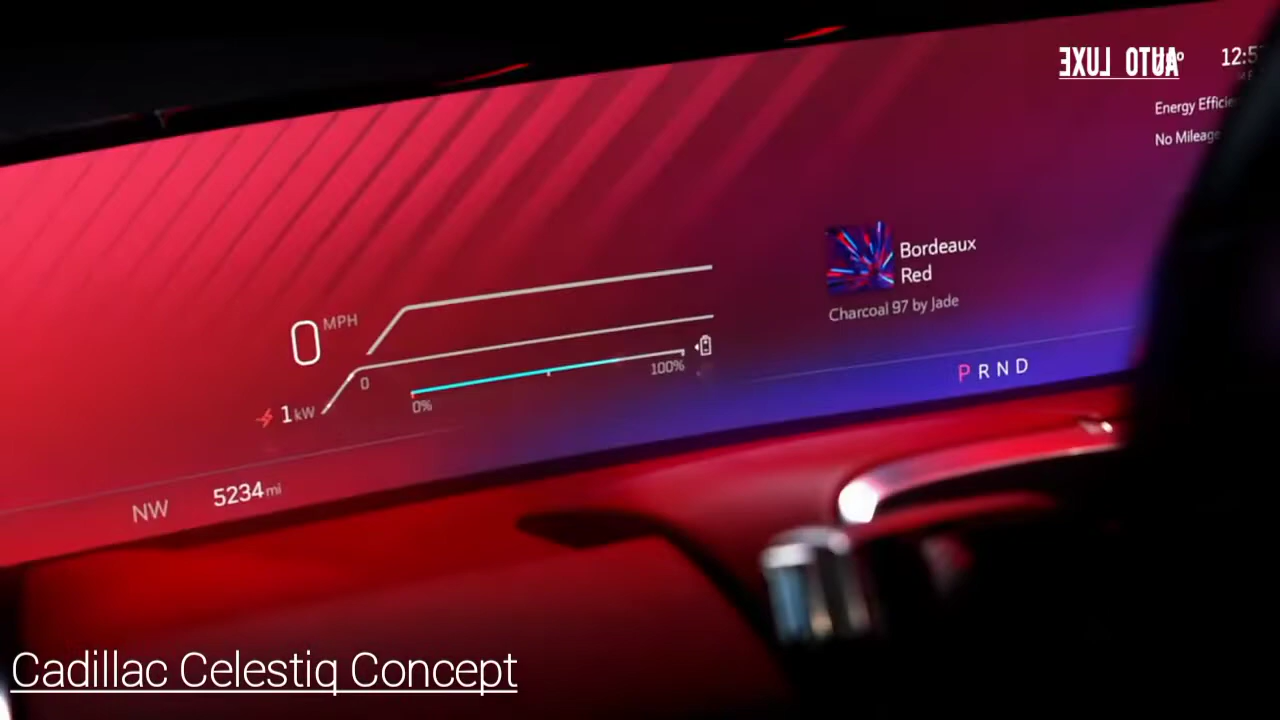 AUTO LUXE
12:5
Energy Efficie
No Mileage
Bordeaux
Red
Charcoal 97 by Jade
0 MPH
0
100%
0%
1 kW
P R N D
NW 5234 mi
Cadillac Celestiq Concept